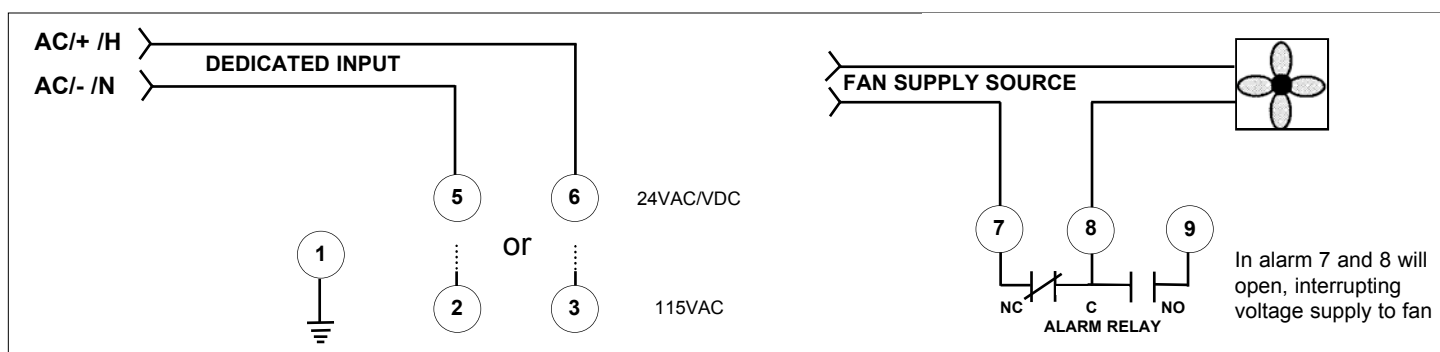 AC/+ /H
AC/- /N
DEDICATED INPUT
5
6
24VAC/VDC
1
or
2
3
115VAC
FAN SUPPLY SOURCE
7
8
9
NC
C
NO
ALARM RELAY
In alarm 7 and 8 will
open, interrupting
voltage supply to fan